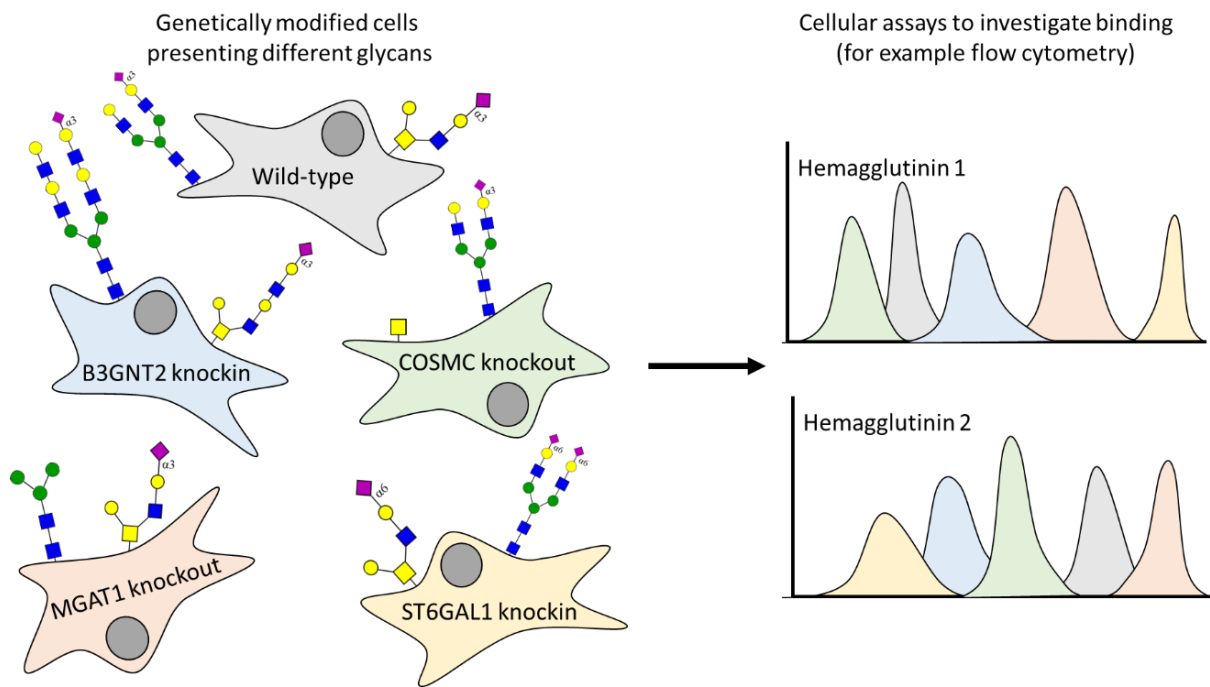 Genetically modified cells
presenting different glycans
Cellular assays to investigate binding
(for example flow cytometry)
α3
α3
Wild-type
α3
α3
B3GNT2 knockin
α3
COSMC knockout
Hemagglutinin 1
α3
MGAT1 knockout
α6
α6
α6
ST6GAL1 knockin
Hemagglutinin 2